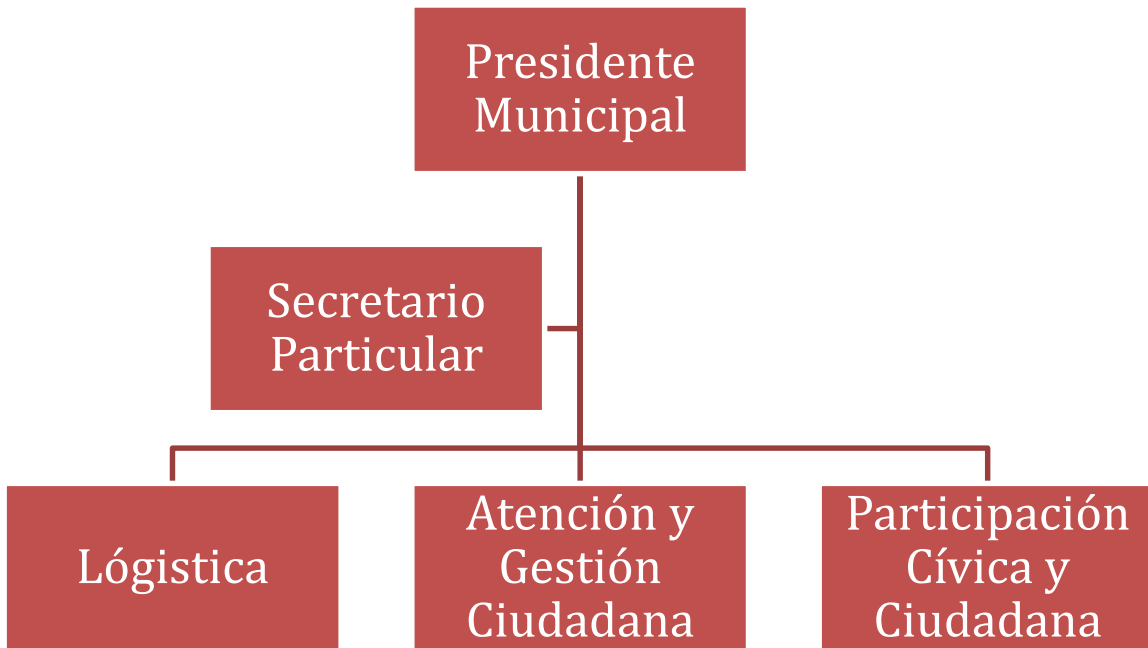 Presidente
Municipal
Secretario
Particular
Lógistica
Atención y
Gestión
Ciudadana
Participación
Cívica y
Ciudadana